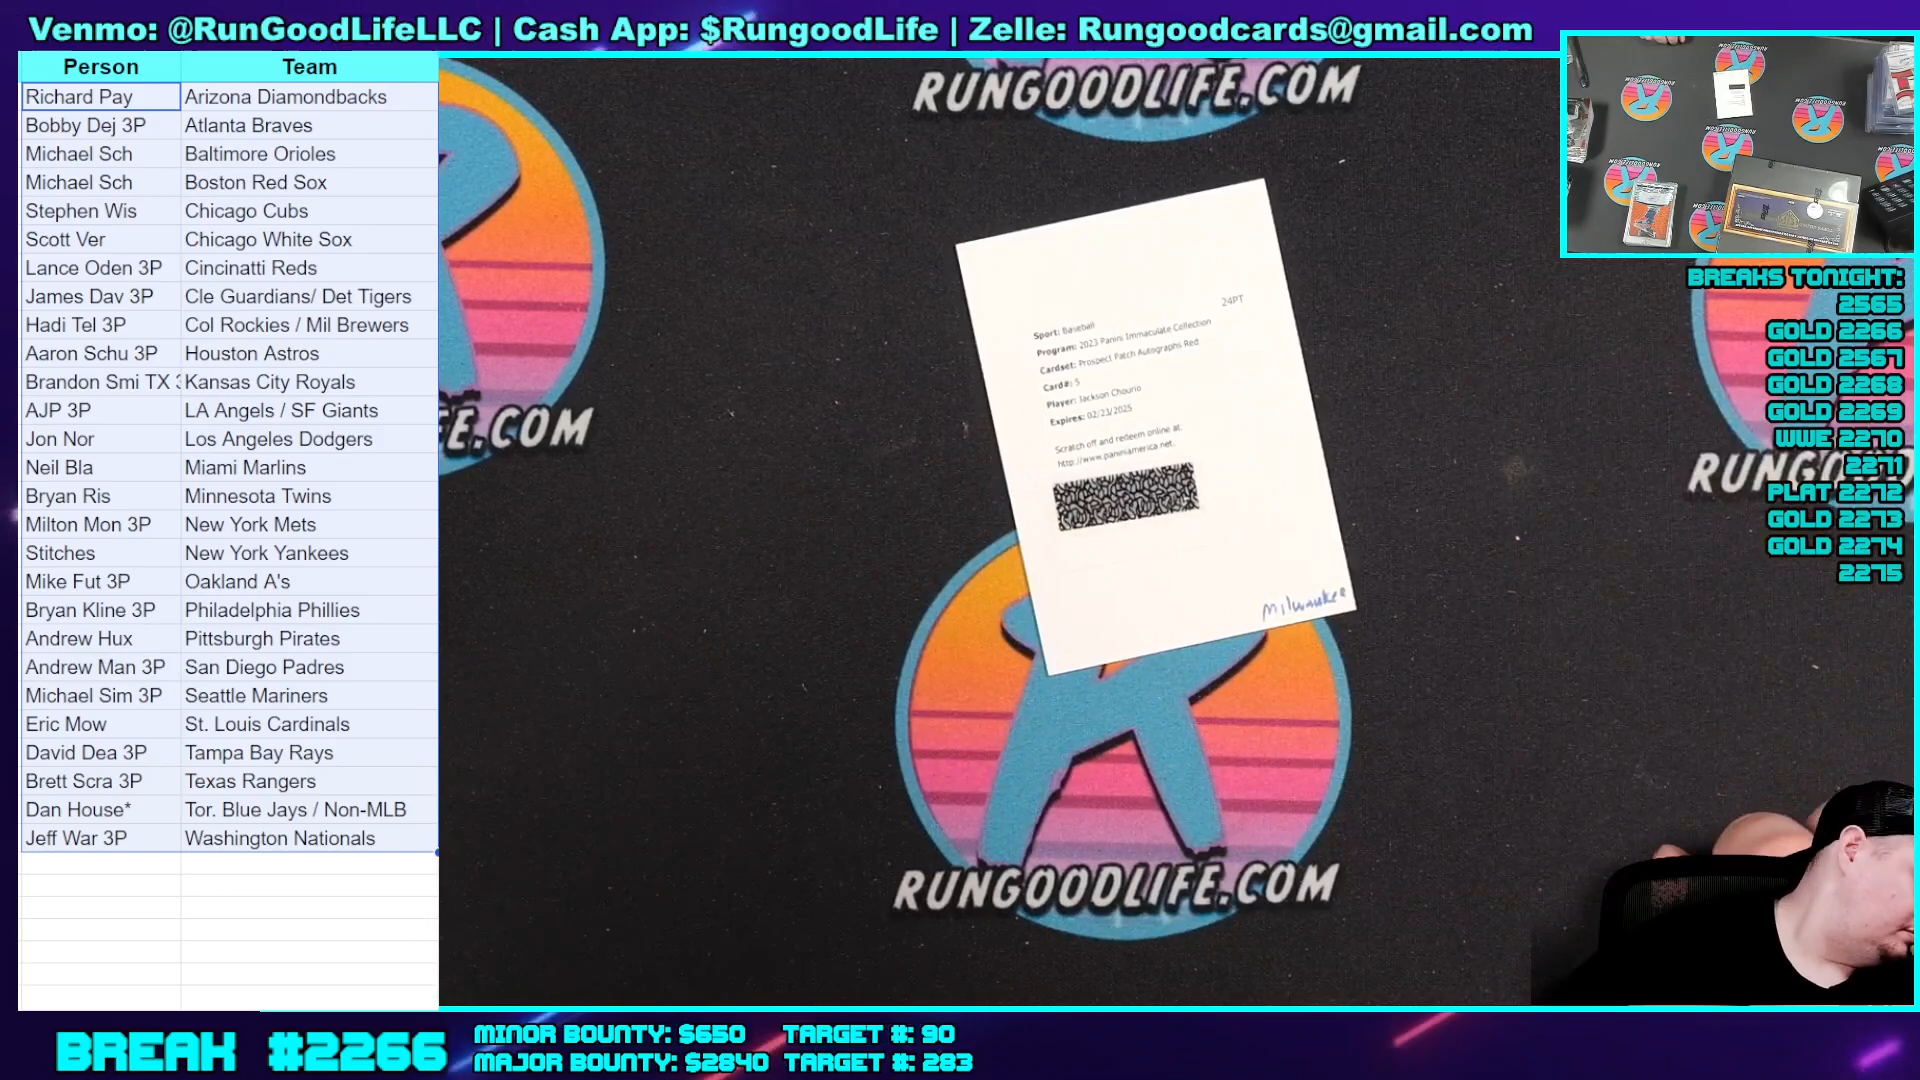 Venmo: @RunGoodLifeLLC | Cash App: $RungoodLife | Zelle: Rungoodcards@gmail.com
Person Team
Richard Pay Arizona Diamondbacks
Bobby Dej 3P Atlanta Braves
Michael Sch Baltimore Orioles
Michael Sch Boston Red Sox
Stephen Wis Chicago Cubs
Scott Ver Chicago White Sox
Lance Oden 3P Cincinatti Reds
James Dav 3P Cle Guardians/ Det Tigers
Hadi Tel 3P Col Rockies / Mil Brewers
Aaron Schu 3P Houston Astros
Brandon Smi TX Kansas City Royals
AJP 3P LA Angels / SF Giants
Jon Nor Los Angeles Dodgers
Neil Bla Miami Marlins
Bryan Ris Minnesota Twins
Milton Mon 3P New York Mets
Stitches New York Yankees
Mike Fut 3P Oakland A's
Bryan Kline 3P Philadelphia Phillies
Andrew Hux Pittsburgh Pirates
Andrew Man 3P San Diego Padres
Michael Sim 3P Seattle Mariners
Eric Mow St. Louis Cardinals
David Dea 3P Tampa Bay Rays
Brett Scra 3P Texas Rangers
Dan House* Tor. Blue Jays / Non-MLB
Jeff War 3P Washington Nationals
RUNGOODLIFE.COM
E.COM
24PT
Sport: Baseball
Program: 2023 Panini Immaculate Collection
Cardset: Prospect Patch Autographs Red
Card#: 5
Player: Jackson Chourio
Expires: 02/23/2025
Scratch off and redeem online at
http://www.paniniamerica.net.
Milwaukee
RUNGOODLIFE.COM
BREAKS TONIGHT:
2565
GOLD 2266
GOLD 2567
GOLD 2268
GOLD 2269
WWE 2270
2271
PLAT 2272
GOLD 2273
GOLD 2274
2275
BREAK #2266
MINOR BOUNTY: $650 TARGET #: 90
MAJOR BOUNTY: $2840 TARGET #: 283